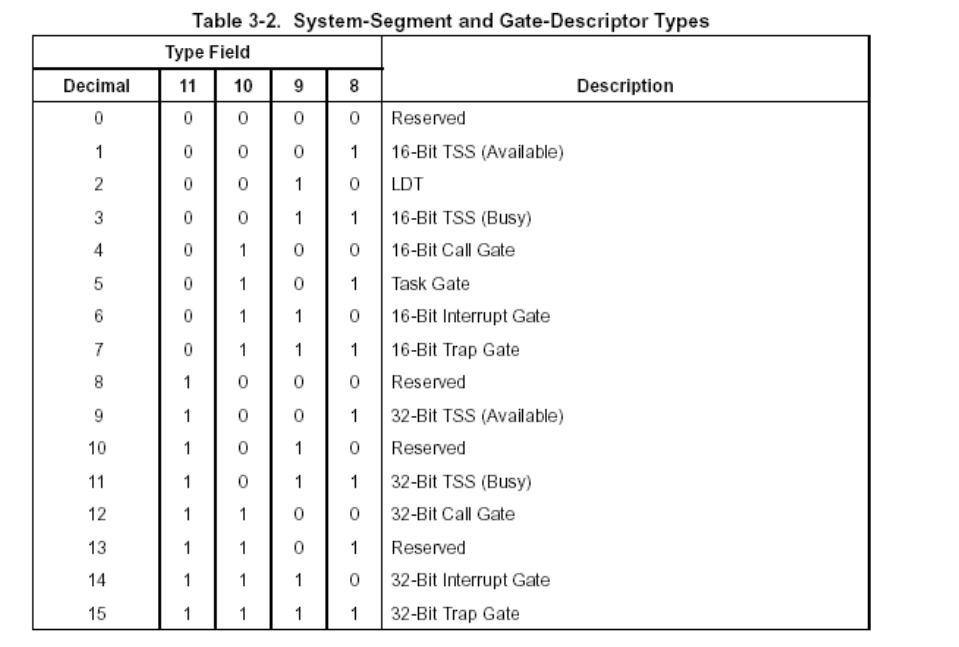 Table 3-2. System-Segment and Gate-Descriptor Types
Type Field
Decimal 11 10 9 8 Description
0 0 0 0 0 Reserved
1 0 0 0 1 16-Bit TSS (Available)
2 0 0 1 0 LDT
3 0 0 1 1 16-Bit TSS (Busy)
4 0 1 0 0 16-Bit Call Gate
5 0 1 0 1 Task Gate
6 0 1 1 0 16-Bit Interrupt Gate
7 0 1 1 1 16-Bit Trap Gate
8 1 0 0 0 Reserved
9 1 0 0 1 32-Bit TSS (Available)
10 1 0 1 0 Reserved
11 1 0 1 1 32-Bit TSS (Busy)
12 1 1 0 0 32-Bit Call Gate
13 1 1 0 1 Reserved
14 1 1 1 0 32-Bit Interrupt Gate
15 1 1 1 1 32-Bit Trap Gate